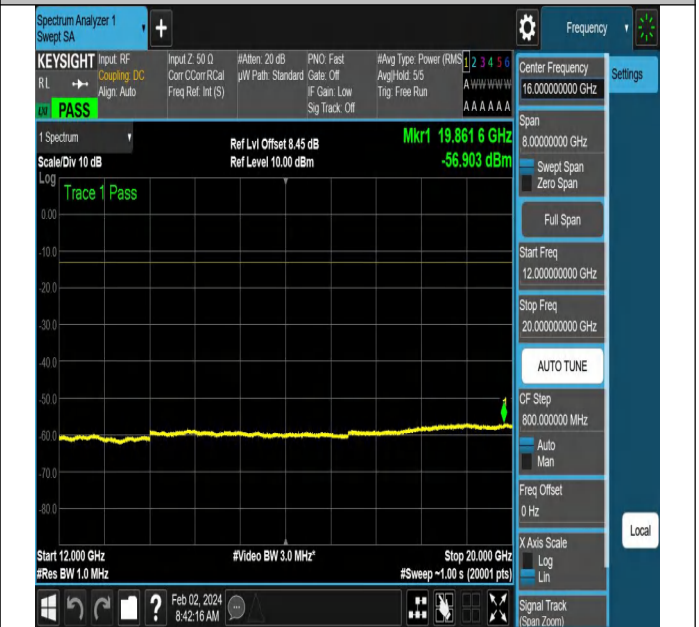 Spectrum Analyzer 1
Swept SA
+
Frequency
KEYSIGHT
RL
PASS
Input: RF
Coupling: DC
Align: Auto
Input Z: 50 Ω
Corr CCorr RCal
Freq Ref: Int (S)
#Atten: 20 dB
µW Path: Standard
PNO: Fast
Gate: Off
IF Gain: Low
Sig Track: Off
#Avg Type: Power (RMS
Avg|Hold: 5/5
Trig: Free Run
1 2 3 4 5 6
A W W W W W
A A A A A A
1 Spectrum
Scale/Div 10 dB
Log
Ref Lvl Offset 8.45 dB
Ref Level 10.00 dBm
Mkr1 19.861 6 GHz
-56.903 dBm
Trace 1 Pass
0.00
-10.0
-20.0
-30.0
-40.0
-50.0
-60.0
-70.0
-80.0
1
Start 12.000 GHz
#Res BW 1.0 MHz
#Video BW 3.0 MHz*
Stop 20.000 GHz
#Sweep ~1.00 s (20001 pts)
Feb 02, 2024
8:42:16 AM
?
Center Frequency
16.000000000 GHz
Settings
Span
8.00000000 GHz
Swept Span
Zero Span
Full Span
Start Freq
12.000000000 GHz
Stop Freq
20.000000000 GHz
AUTO TUNE
CF Step
800.000000 MHz
Auto
Man
Freq Offset
0 Hz
X Axis Scale
Log
Lin
Local
Signal Track
(Span Zoom)